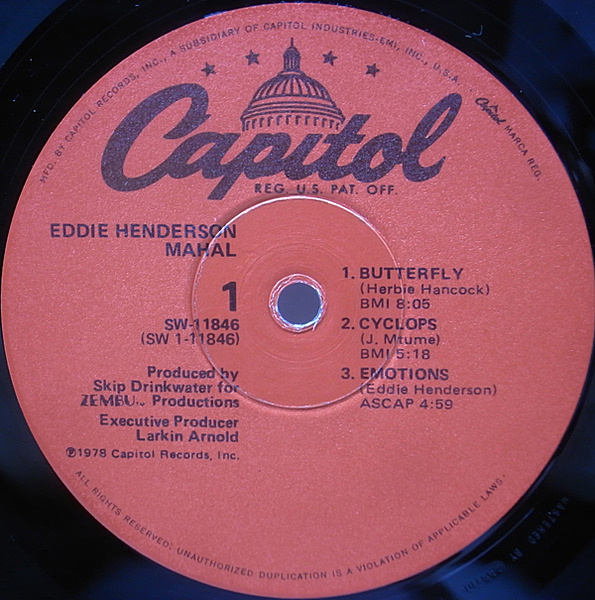 MFD. BY CAPITOL RECORDS, INC., A SUBSIDIARY OF CAPITOL INDUSTRIES-EMI, INC., U.S.A.
Capitol MARCA REG.
Capitol
REG. U.S. PAT. OFF.
EDDIE HENDERSON
MAHAL
1
SW-11846
(SW 1-11846)
Produced by
Skip Drinkwater for
ZEMBU Productions
Executive Producer
Larkin Arnold
℗1978 Capitol Records, Inc.
1. BUTTERFLY
(Herbie Hancock)
BMI 8:05
2. CYCLOPS
(J. Mtume)
BMI 5:18
3. EMOTIONS
(Eddie Henderson)
ASCAP 4:59
ALL RIGHTS RESERVED. UNAUTHORIZED DUPLICATION IS A VIOLATION OF APPLICABLE LAWS.
MASTERED BY CAPITOL